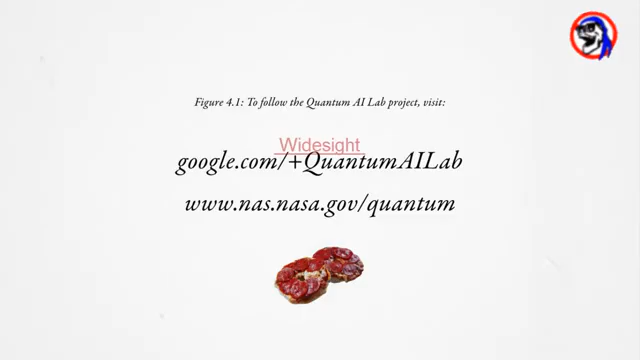 Figure 4.1: To follow the Quantum AI Lab project, visit:
Widesight
google.com/+QuantumAILab
www.nas.nasa.gov/quantum